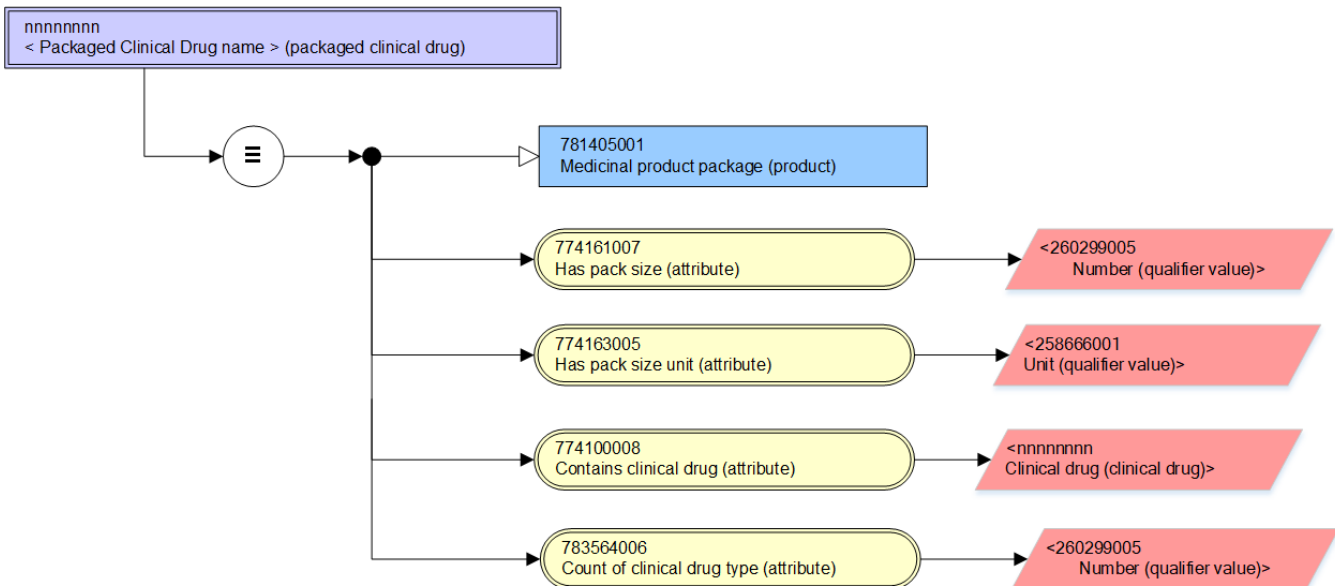 nnnnnnnn
< Packaged Clinical Drug name > (packaged clinical drug)
≡
781405001
Medicinal product package (product)
774161007
Has pack size (attribute)
<260299005
Number (qualifier value)>
774163005
Has pack size unit (attribute)
<258666001
Unit (qualifier value)>
774100008
Contains clinical drug (attribute)
<nnnnnnnn
Clinical drug (clinical drug)>
783564006
Count of clinical drug type (attribute)
<260299005
Number (qualifier value)>